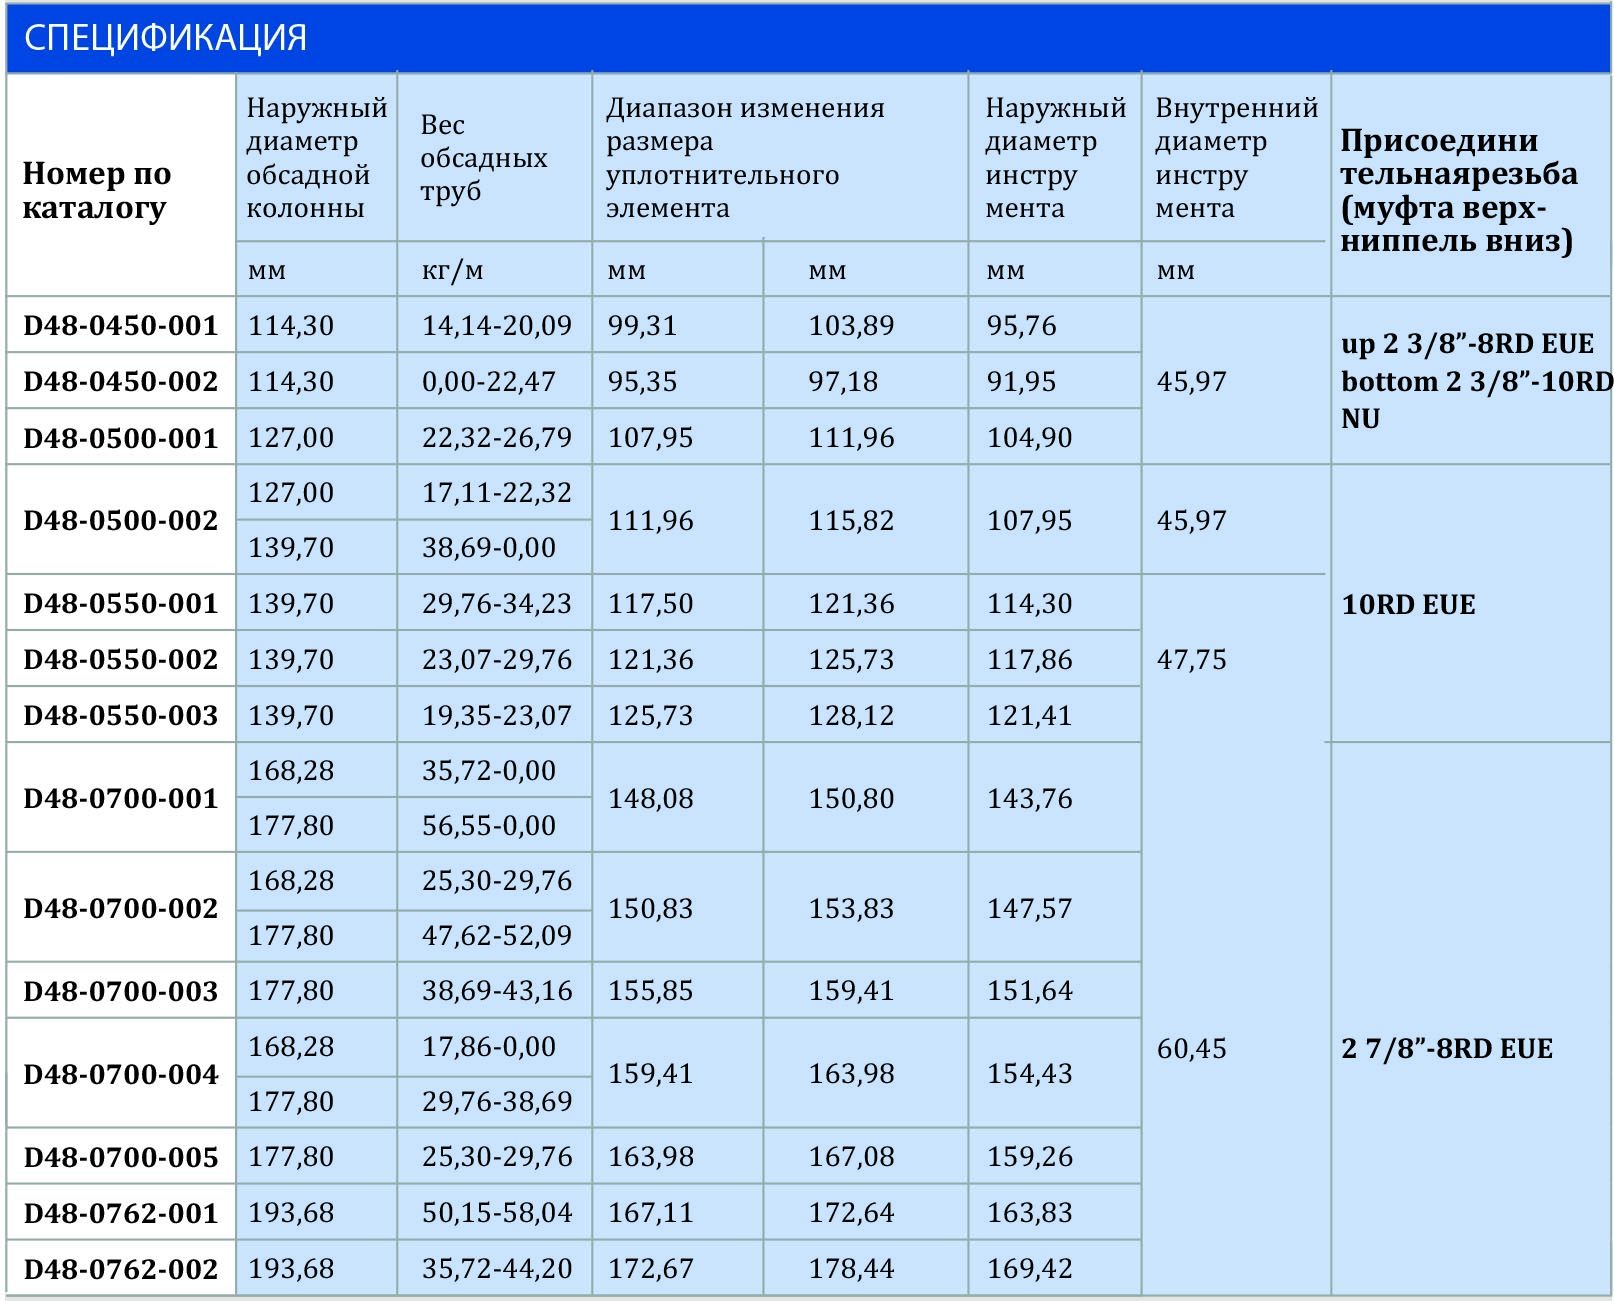 СПЕЦИФИКАЦИЯ
Номер по
каталогу
Наружный
диаметр
обсадной
колонны
Вес
обсадных
труб
Диапазон изменения
размера
уплотнительного
элемента
Наружный
диаметр
инстру
мента
Внутренний
диаметр
инстру
мента
Присоедини
тельнаярезьба
(муфта верх-
ниппель вниз)
мм кг/м мм мм мм мм
D48-0450-001 114,30 14,14-20,09 99,31 103,89 95,76
D48-0450-002 114,30 0,00-22,47 95,35 97,18 91,95 45,97
D48-0500-001 127,00 22,32-26,79 107,95 111,96 104,90
up 2 3/8”-8RD EUE
bottom 2 3/8”-10RD
NU
D48-0500-002 127,00 17,11-22,32 111,96 115,82 107,95 45,97
139,70 38,69-0,00
D48-0550-001 139,70 29,76-34,23 117,50 121,36 114,30 10RD EUE
D48-0550-002 139,70 23,07-29,76 121,36 125,73 117,86 47,75
D48-0550-003 139,70 19,35-23,07 125,73 128,12 121,41
D48-0700-001 168,28 35,72-0,00 148,08 150,80 143,76
177,80 56,55-0,00
D48-0700-002 168,28 25,30-29,76 150,83 153,83 147,57
177,80 47,62-52,09
D48-0700-003 177,80 38,69-43,16 155,85 159,41 151,64
D48-0700-004 168,28 17,86-0,00 159,41 163,98 154,43 60,45 2 7/8”-8RD EUE
177,80 29,76-38,69
D48-0700-005 177,80 25,30-29,76 163,98 167,08 159,26
D48-0762-001 193,68 50,15-58,04 167,11 172,64 163,83
D48-0762-002 193,68 35,72-44,20 172,67 178,44 169,42